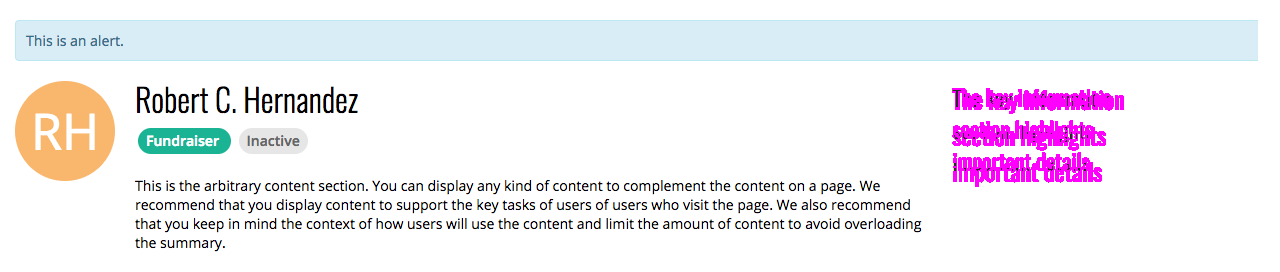 This is an alert.
RH
Robert C. Hernandez
Fundraiser
Inactive
This is the arbitrary content section. You can display any kind of content to complement the content on a page. We
recommend that you display content to support the key tasks of users of users who visit the page. We also recommend
that you keep in mind the context of how users will use the content and limit the amount of content to avoid overloading
the summary.
The key information
section highlights
important details